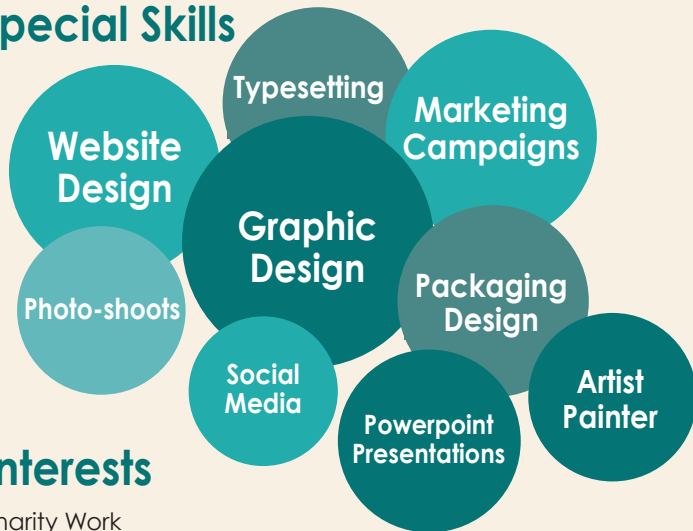 pecial Skills
Typesetting
Marketing
Campaigns
Website
Design
Graphic
Design
Packaging
Design
Photo-shoots
Social
Media
Artist
Painter
Powerpoint
Presentations
nterests
harity Work